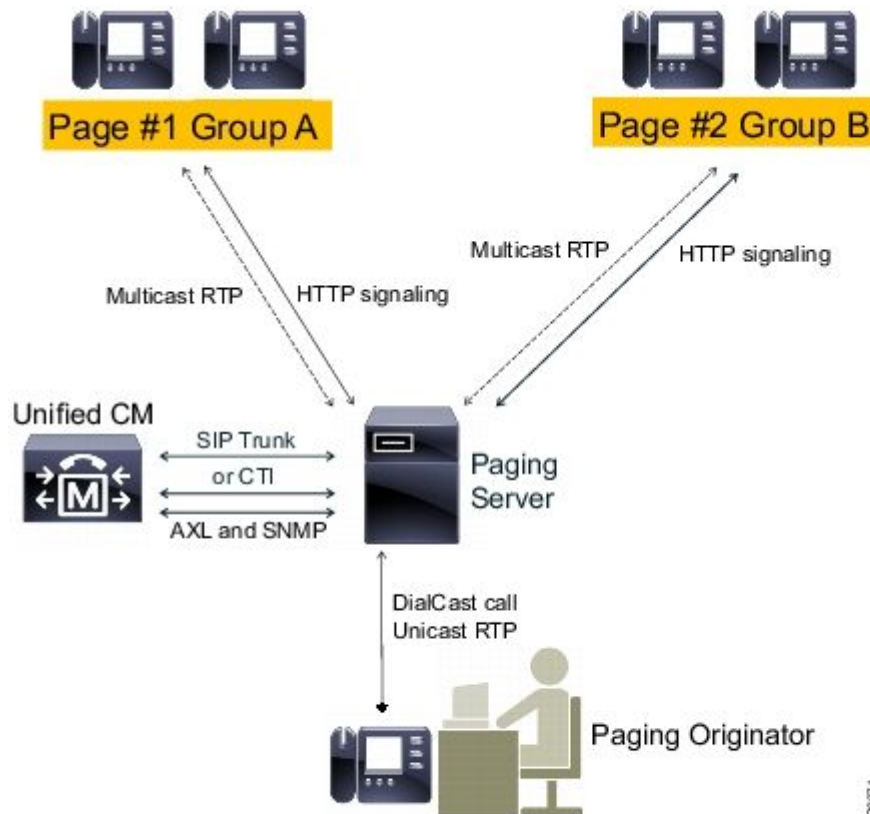 Page #1 Group A
Page #2 Group B
Multicast RTP
HTTP signaling
Multicast RTP
HTTP signaling
Unified CM
M
SIP Trunk
or CTI
AXL and SNMP
Paging
Server
DialCast call
Unicast RTP
Paging Originator